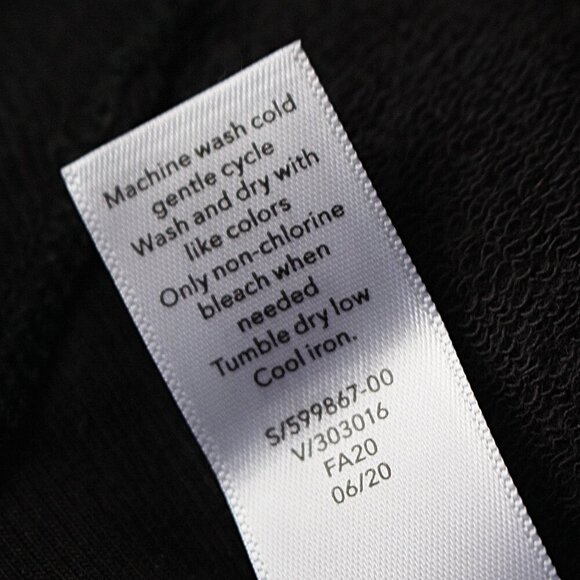 Machine wash cold
gentle cycle
Wash and dry with
like colors
Only non-chlorine
bleach when
needed
Tumble dry low
Cool iron.
S/599867-00
V/303016
FA20
06/20